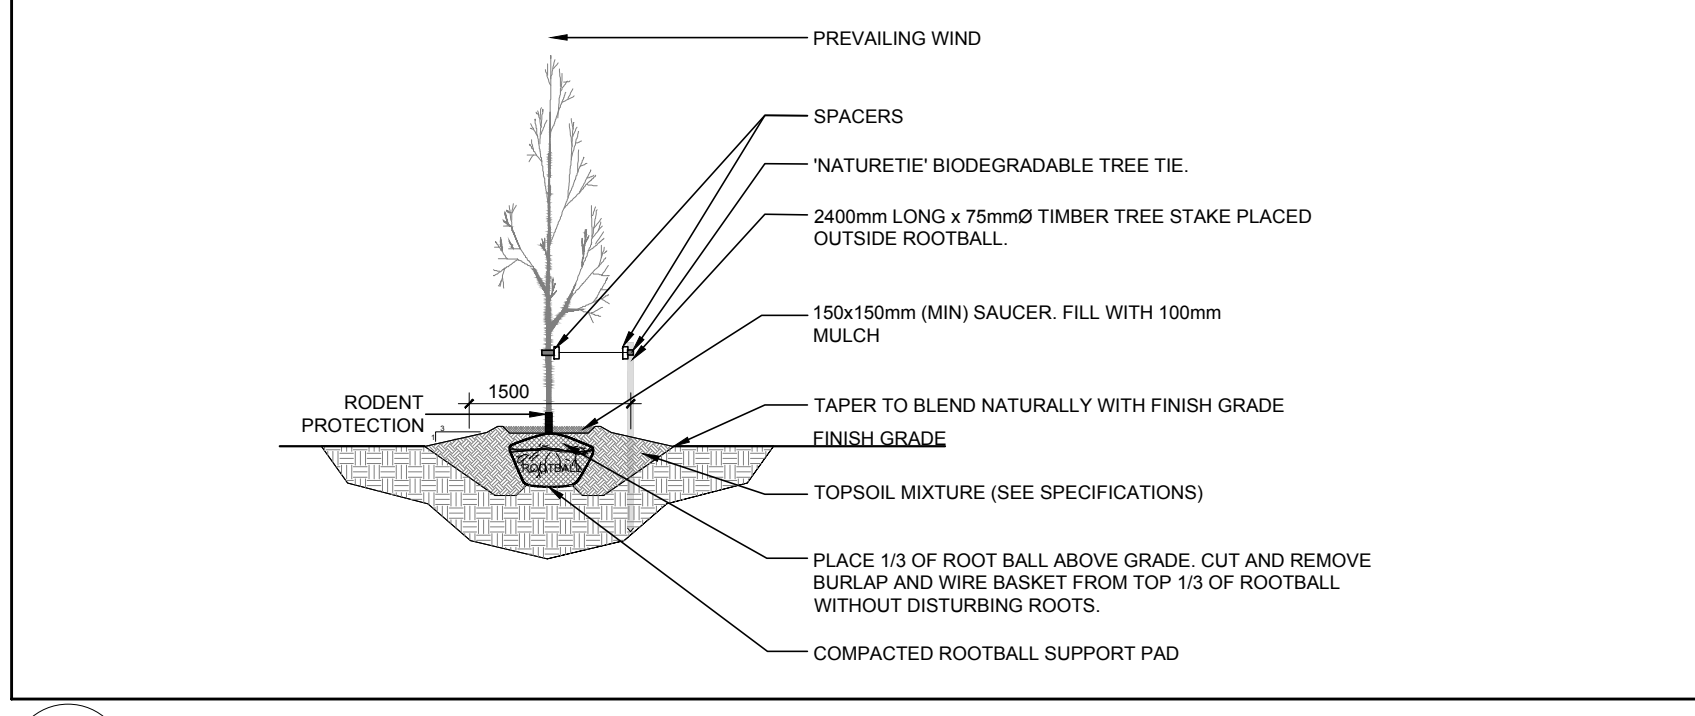 PREVAILING WIND
SPACERS
'NATURETIE' BIODEGRADABLE TREE TIE.
2400mm LONG x 75mmØ TIMBER TREE STAKE PLACED
OUTSIDE ROOTBALL.
150x150mm (MIN) SAUCER. FILL WITH 100mm
MULCH
1500
RODENT
PROTECTION
TAPER TO BLEND NATURALLY WITH FINISH GRADE
3
1
FINISH GRADE
ROOTBALL
TOPSOIL MIXTURE (SEE SPECIFICATIONS)
PLACE 1/3 OF ROOT BALL ABOVE GRADE. CUT AND REMOVE
BURLAP AND WIRE BASKET FROM TOP 1/3 OF ROOTBALL
WITHOUT DISTURBING ROOTS.
COMPACTED ROOTBALL SUPPORT PAD